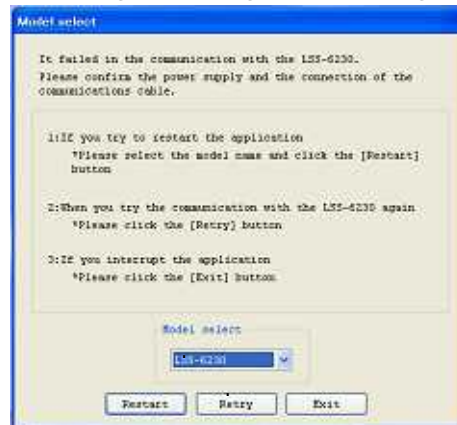 Model select
It failed in the communication with the LSS-6230.
Please confirm the power supply and the connection of the
communications cable.
1:If you try to restart the application
*Please select the model name and click the [Restart]
button
2:When you try the communication with the LSS-6230 again
*Please click the [Retry] button
3:If you interrupt the application
*Please click the [Exit] button
Model select
LSS-6230
Restart Retry Exit